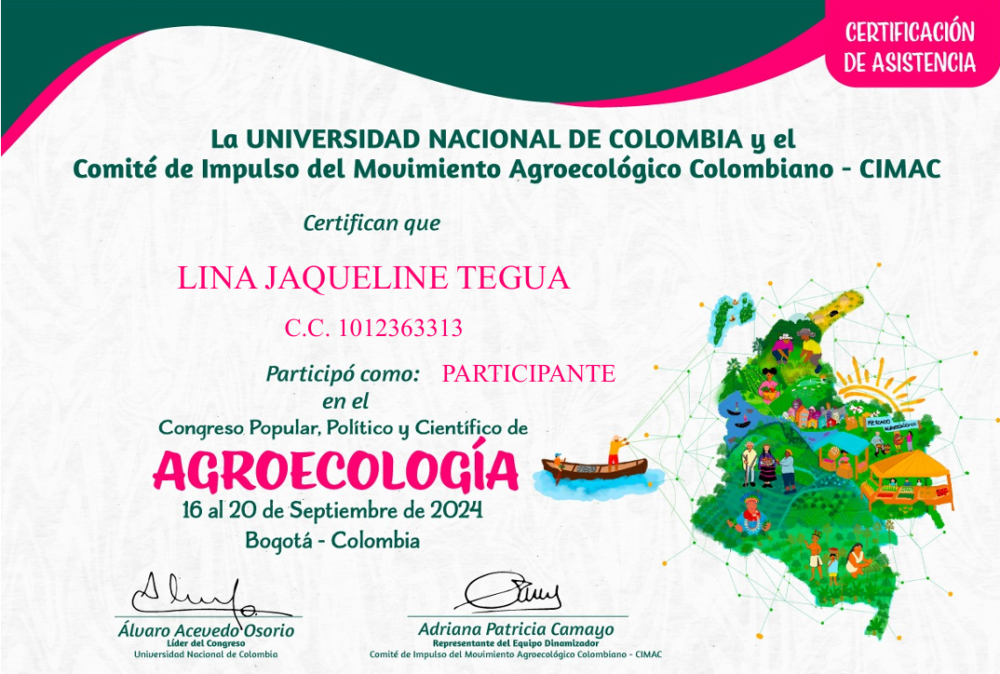 CERTIFICACIÓN
DE ASISTENCIA
La UNIVERSIDAD NACIONAL DE COLOMBIA y el
Comité de Impulso del Movimiento Agroecológico Colombiano - CIMAC
Certifican que
LINA JAQUELINE TEGUA
C.C. 1012363313
Participó como: PARTICIPANTE
en el
Congreso Popular, Político y Científico de
AGROECOLOGÍA
16 al 20 de Septiembre de 2024
Bogotá - Colombia
Álvaro Acevedo Osorio
Líder del Congreso
Universidad Nacional de Colombia
Adriana Patricia Camayo
Representante del Equipo Dinamizador
Comité de Impulso del Movimiento Agroecológico Colombiano - CIMAC